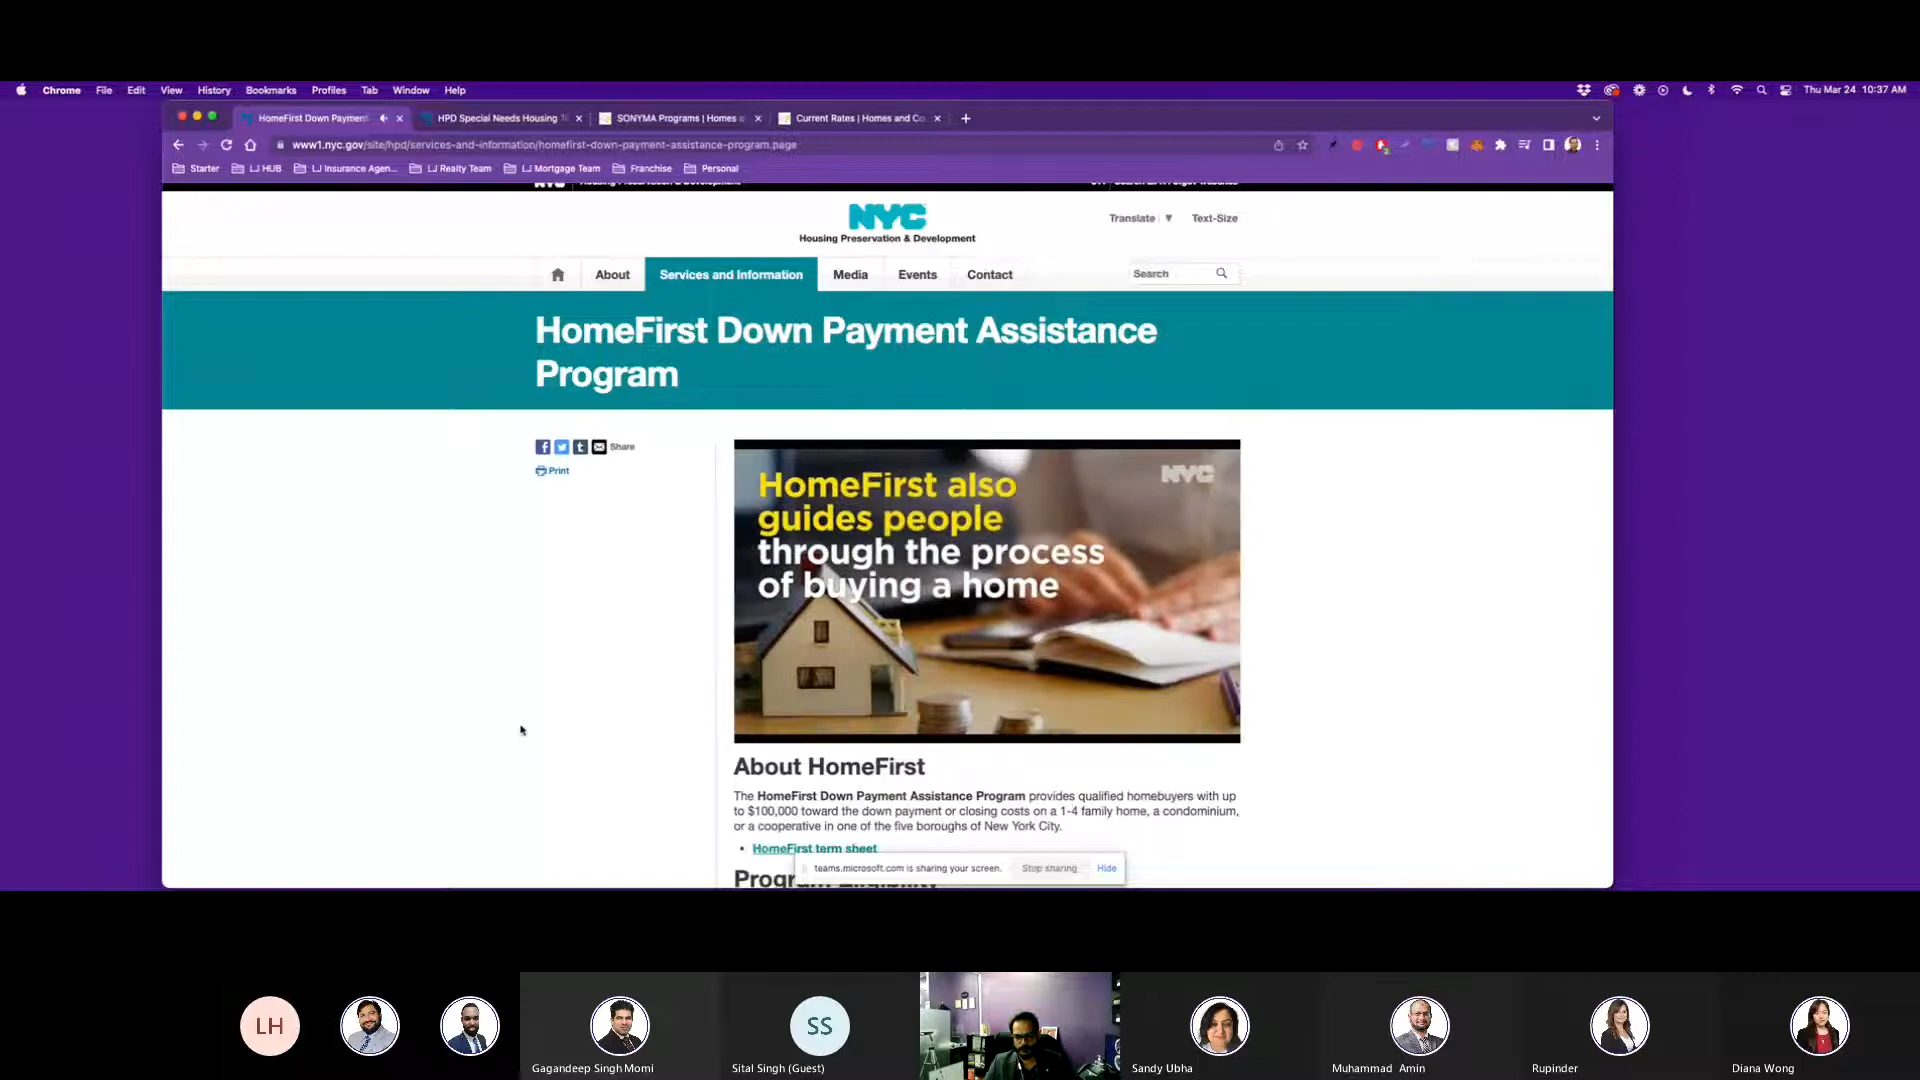 Chrome File Edit View History Bookmarks Profiles Tab Window Help
Thu Mar 24 10:37 AM
HomeFirst Down Payment
HPD Special Needs Housing
SONYMA Programs | Homes
Current Rates | Homes and Co
www1.nyc.gov/site/hpd/services-and-information/homefirst-down-payment-assistance-program.page
Starter LJ HUB LJ Insurance Agen... LJ Realty Team LJ Mortgage Team Franchise Personal
NYC
Housing Preservation & Development
Translate ▼ Text-Size
About Services and Information Media Events Contact Search
HomeFirst Down Payment Assistance
Program
Share
Print
NYC
HomeFirst also
guides people
through the process
of buying a home
About HomeFirst
The HomeFirst Down Payment Assistance Program provides qualified homebuyers with up
to $100,000 toward the down payment or closing costs on a 1-4 family home, a condominium,
or a cooperative in one of the five boroughs of New York City.
• HomeFirst term sheet
teams.microsoft.com is sharing your screen. Stop sharing Hide
LH
SS
Gagandeep Singh Momi
Sital Singh (Guest)
Sandy Ubha
Muhammad Amin
Rupinder
Diana Wong